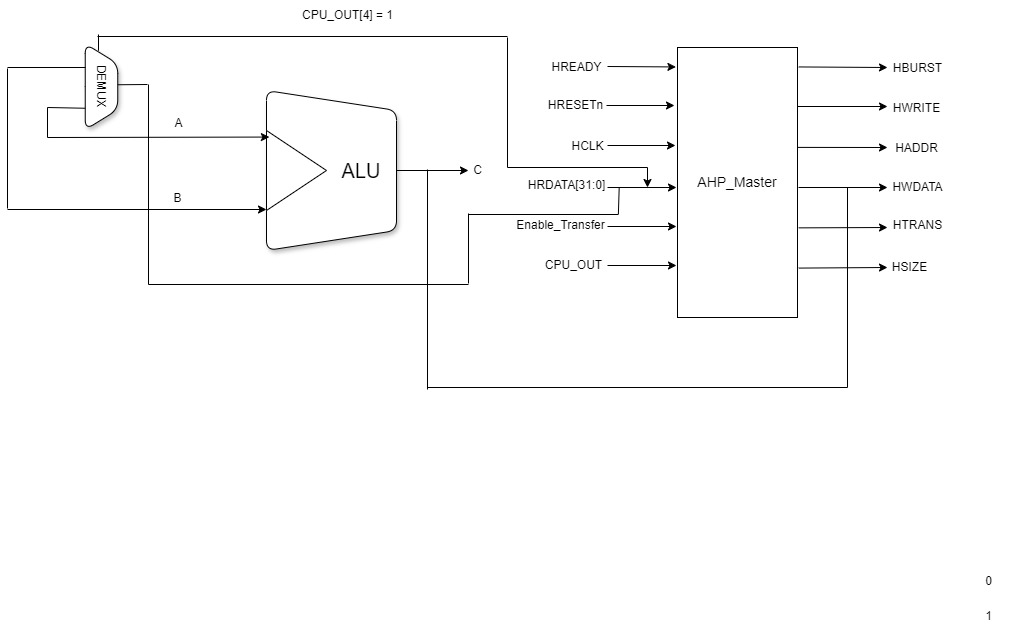 CPU_OUT[4] = 1
DEMUX
A
B
ALU
C
HREADY
HRESETn
HCLK
HRDATA[31:0]
Enable_Transfer
CPU_OUT
AHP_Master
HBURST
HWRITE
HADDR
HWDATA
HTRANS
HSIZE
0
1